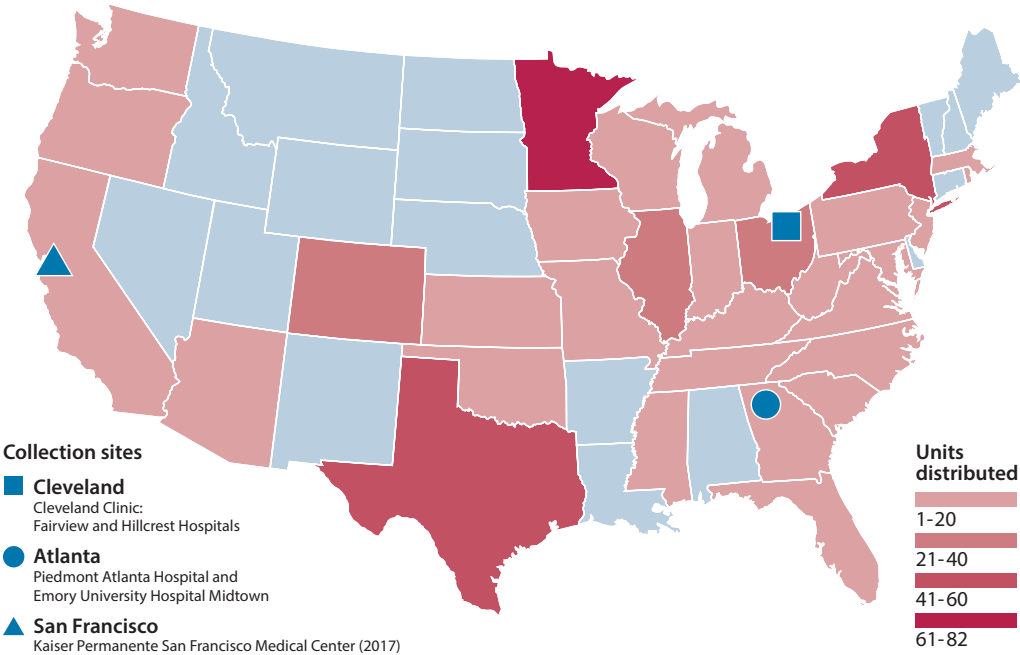 Collection sites
Cleveland
Cleveland Clinic:
Fairview and Hillcrest Hospitals
Atlanta
Piedmont Atlanta Hospital and
Emory University Hospital Midtown
San Francisco
Kaiser Permanente San Francisco Medical Center (2017)
Units
distributed
1-20
21-40
41-60
61-82